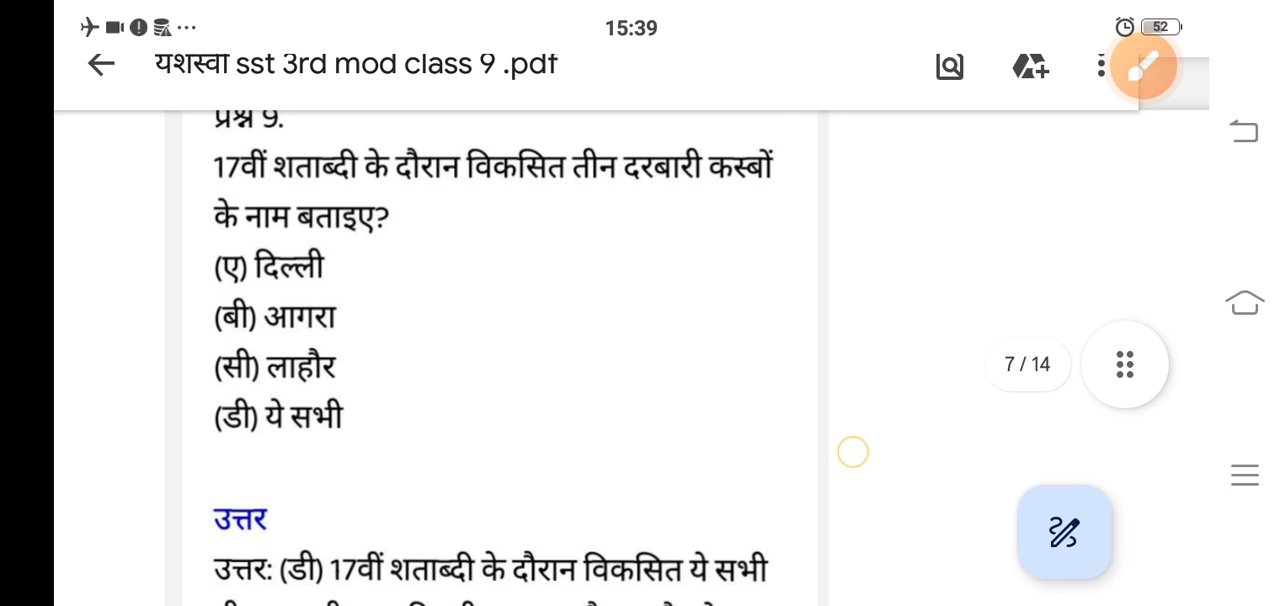 15:39
52
यशस्वी sst 3rd mod class 9 .pdf
प्रश्न 9.
17वीं शताब्दी के दौरान विकसित तीन दरबारी कस्बों
के नाम बताइए?
(ए) दिल्ली
(बी) आगरा
(सी) लाहौर
(डी) ये सभी
7 / 14
उत्तर
उत्तर: (डी) 17वीं शताब्दी के दौरान विकसित ये सभी